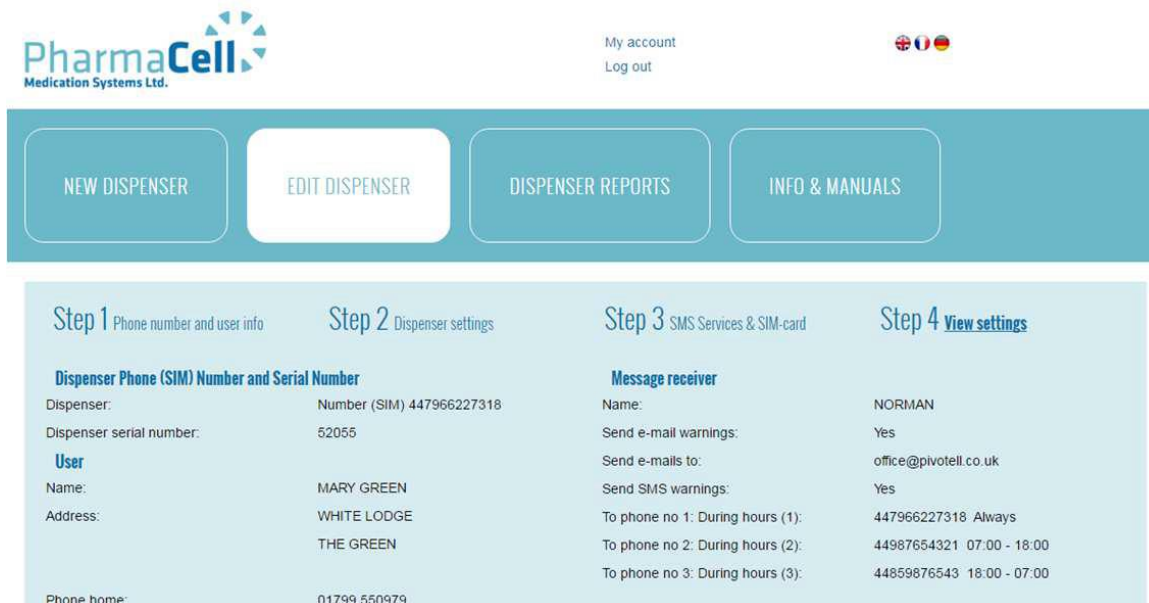 PharmaCell
Medication Systems Ltd.
My account
Log out
NEW DISPENSER
EDIT DISPENSER
DISPENSER REPORTS
INFO & MANUALS
Step 1 Phone number and user info
Step 2 Dispenser settings
Step 3 SMS Services & SIM-card
Step 4 View settings
Dispenser Phone (SIM) Number and Serial Number
Dispenser: Number (SIM) 447966227318
Dispenser serial number: 52055
User
Name: MARY GREEN
Address: WHITE LODGE
THE GREEN
Phone home: 01799 550979
Message receiver
Name: NORMAN
Send e-mail warnings: Yes
Send e-mails to: office@pivotell.co.uk
Send SMS warnings: Yes
To phone no 1: During hours (1): 447966227318 Always
To phone no 2: During hours (2): 44987654321 07:00 - 18:00
To phone no 3: During hours (3): 44859876543 18:00 - 07:00